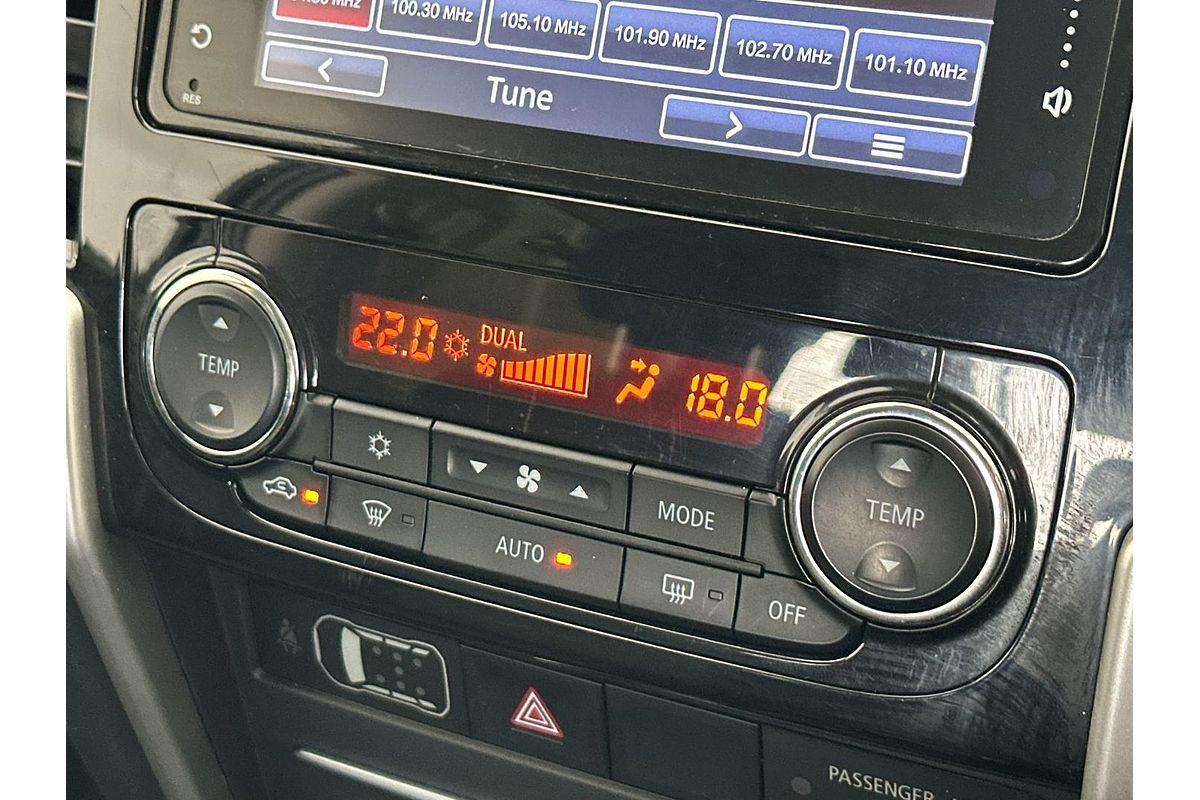 100.30 MHz
105.10 MHz
101.90 MHz
102.70 MHz
101.10 MHz
Tune
RES
TEMP
22.0
DUAL
18.0
TEMP
MODE
AUTO
OFF
PASSENGER